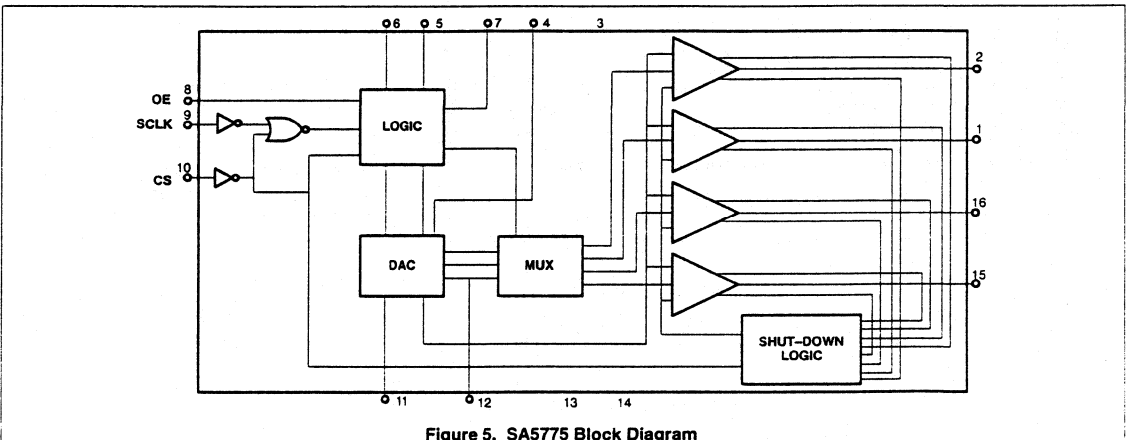 6 5 7 4 3
8
OE
9
SCLK
10
CS
LOGIC
DAC
MUX
2
1
16
15
SHUT–DOWN
LOGIC
11 12 13 14
Figure 5. SA5775 Block Diagram